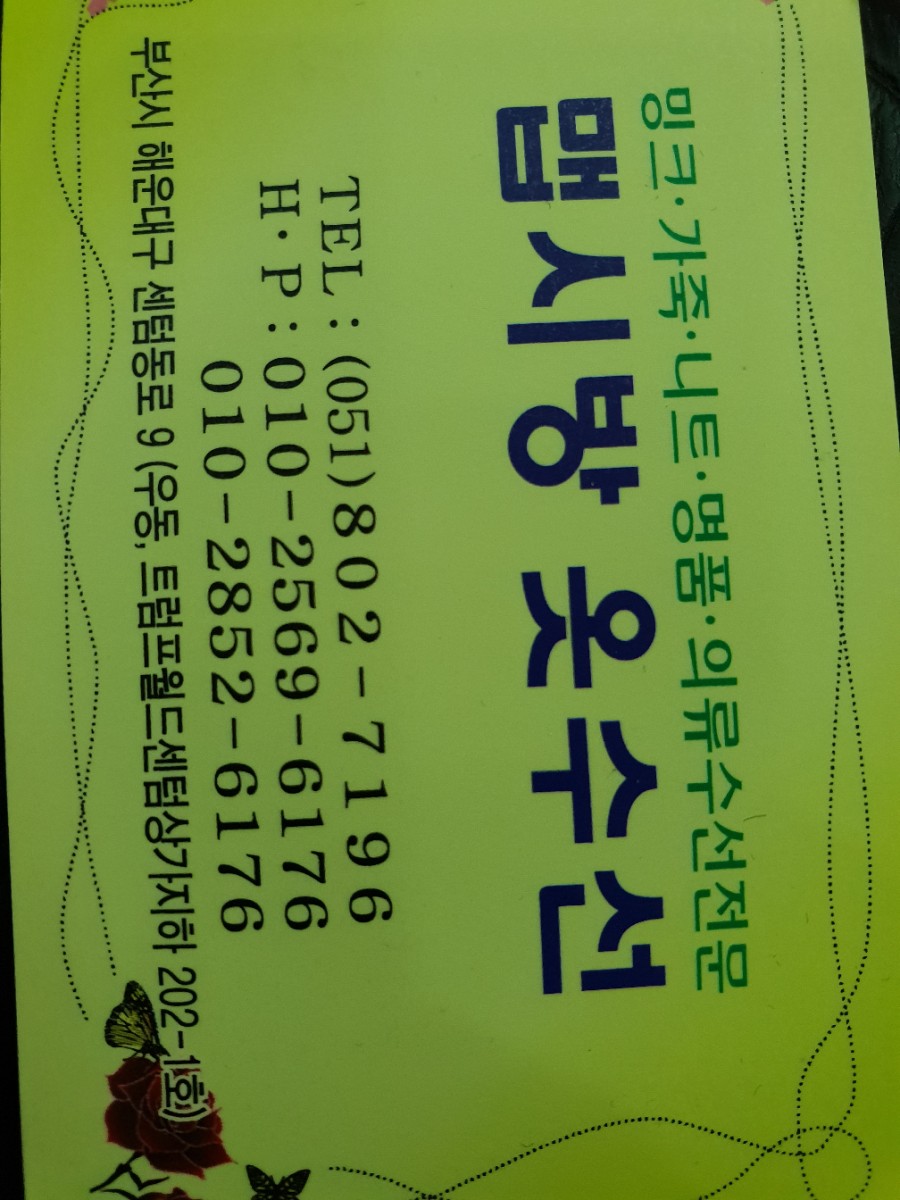 밍크·가죽·니트·명품·의류수선전문
맵시방 옷수선
TEL : (051) 802-7196
H·P : 010-2569-6176
010-2852-6176
부산시 해운대구 센텀동로 9 (우동, 트럼프월드센텀상가지하 202-1호)